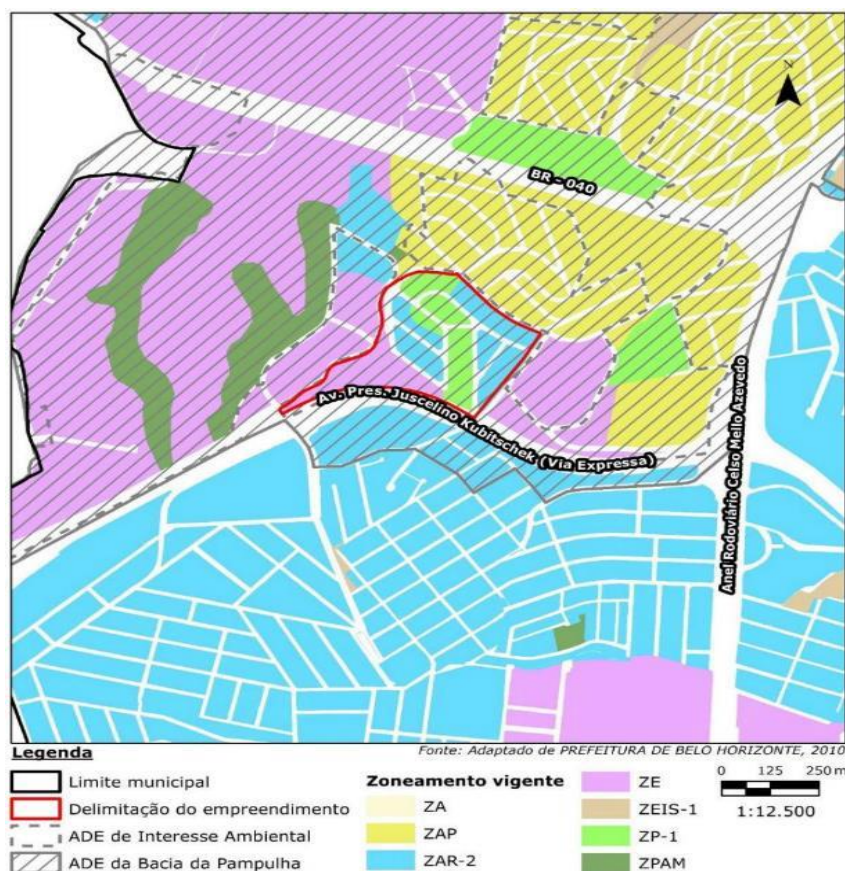 N
BR - 040
Av. Pres. Juscelino Kubitschek (Via Expressa)
Anel Rodoviário Celso Mello Azevedo
Legenda
Fonte: Adaptado de PREFEITURA DE BELO HORIZONTE, 2010
Limite municipal
Delimitação do empreendimento
ADE de Interesse Ambiental
ADE da Bacia da Pampulha
Zoneamento vigente
ZA
ZAP
ZAR-2
ZE
ZEIS-1
ZP-1
ZPAM
0 125 250 m
1:12.500